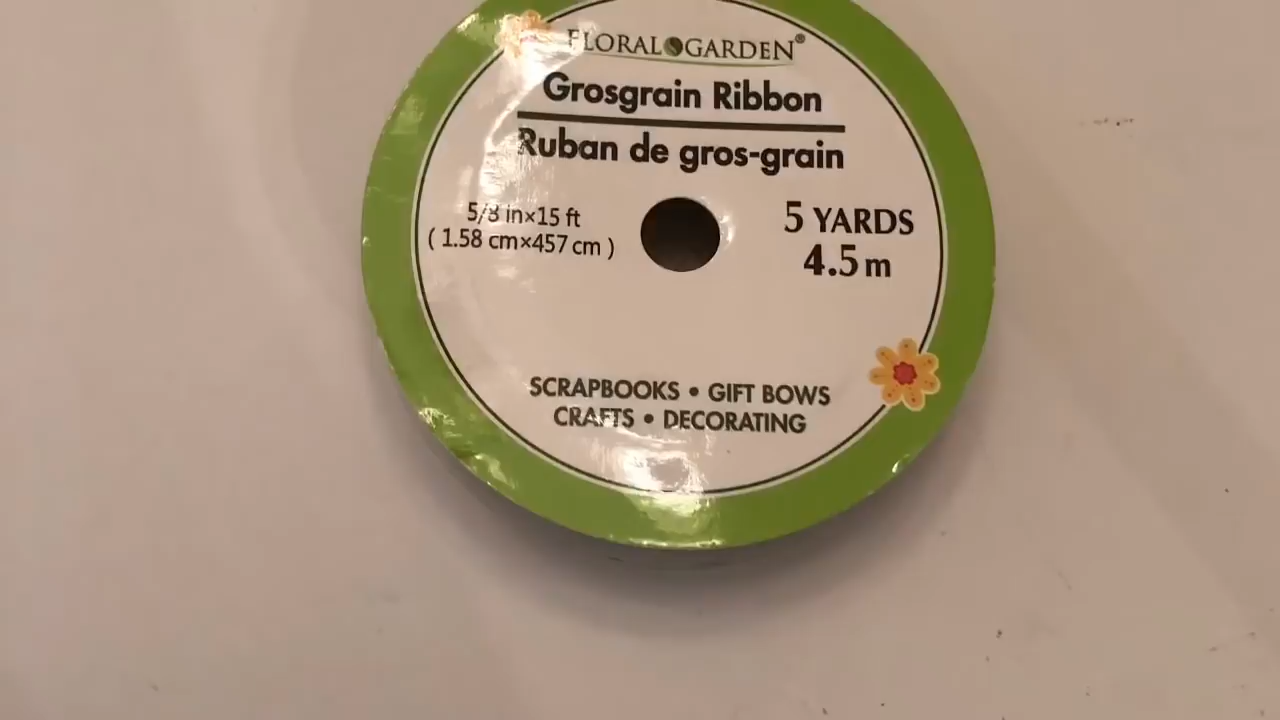 FLORAL GARDEN®
Grosgrain Ribbon
Ruban de gros-grain
5/8 in×15 ft
( 1.58 cm×457 cm )
5 YARDS
4.5 m
SCRAPBOOKS • GIFT BOWS
CRAFTS • DECORATING